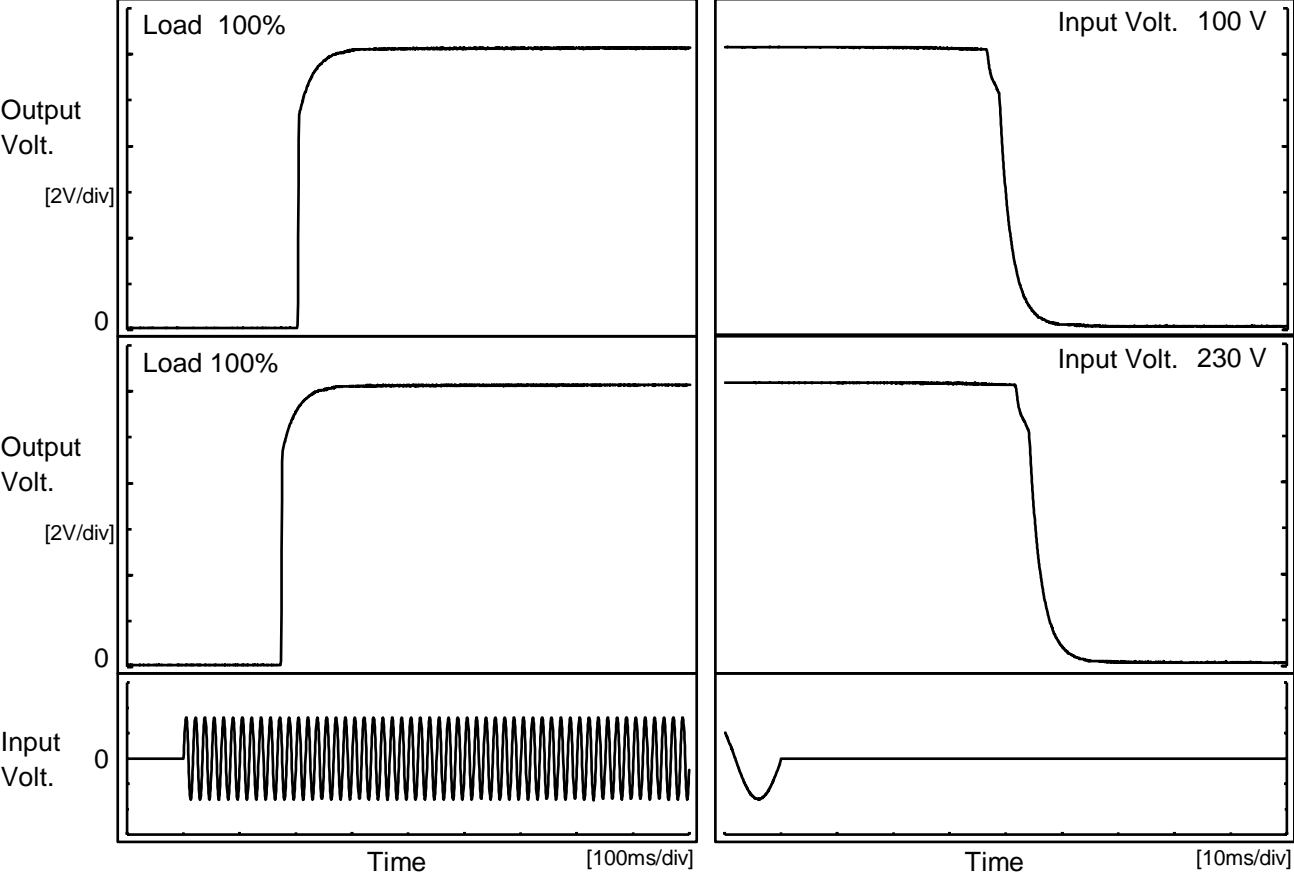 Load 100%
Input Volt. 100 V
Output
Volt.
[2V/div]
0
Load 100%
Input Volt. 230 V
Output
Volt.
[2V/div]
0
Input
Volt.
0
Time
[100ms/div]
Time
[10ms/div]